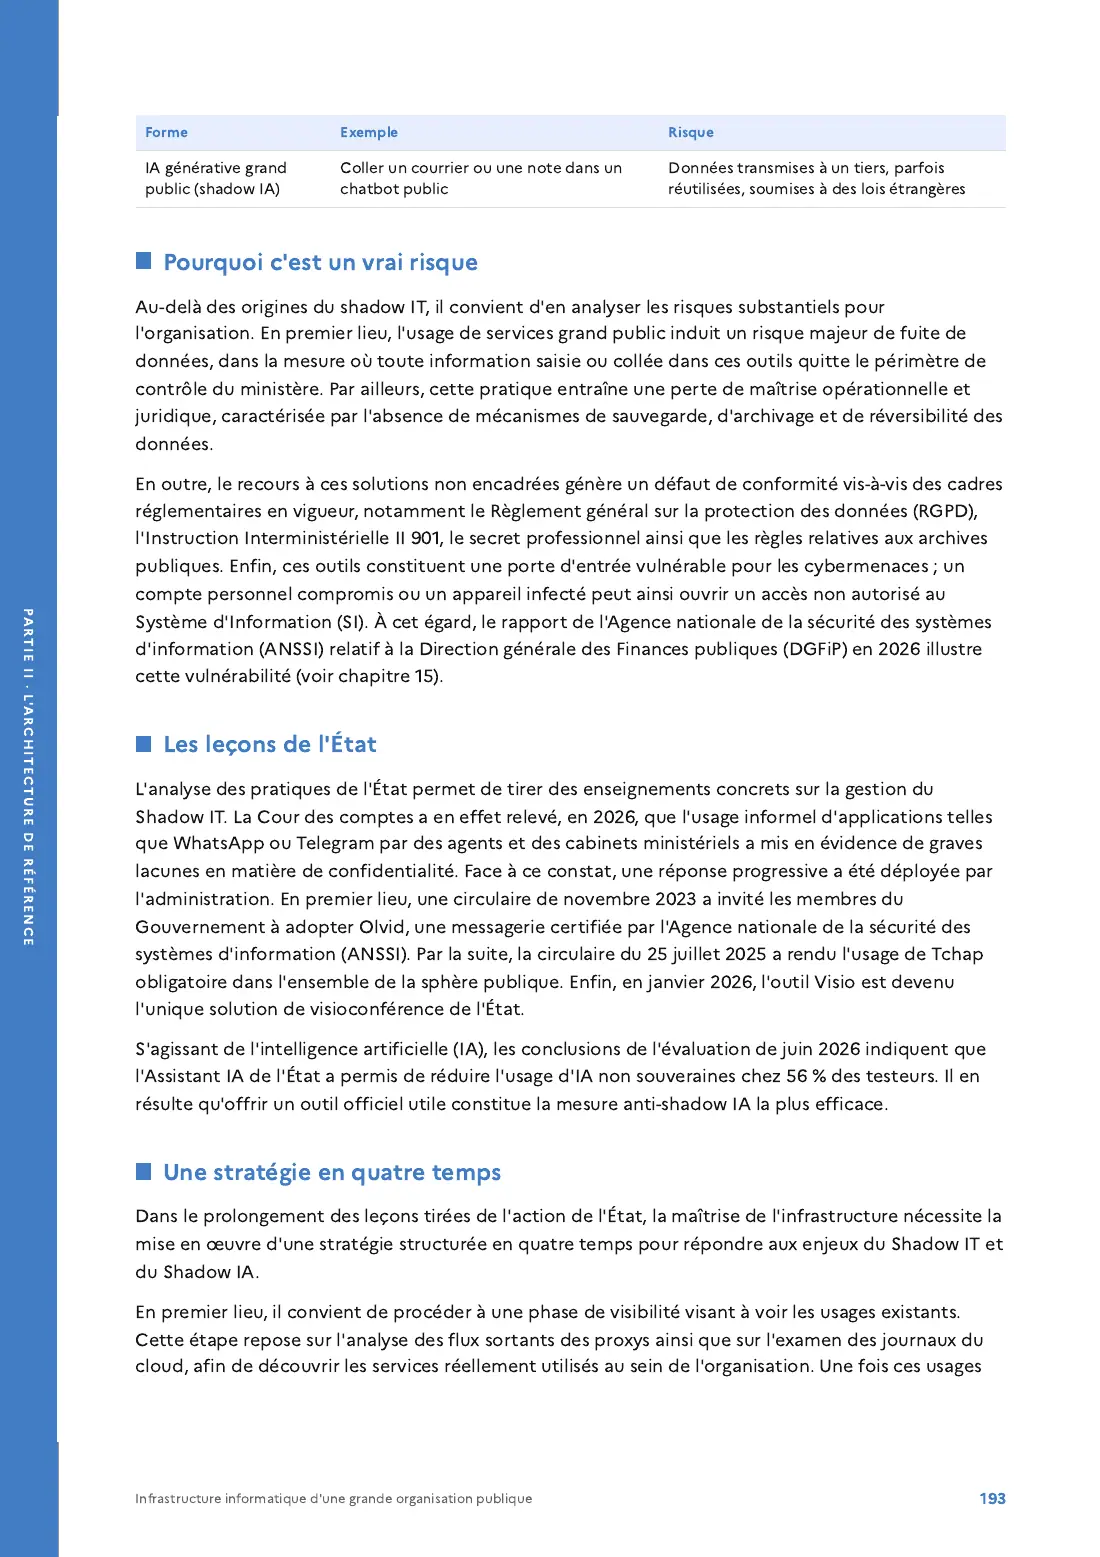 Forme Exemple Risque
IA générative grand Coller un courrier ou une note dans un Données transmises à un tiers, parfois
public (shadow IA) chatbot public réutilisées, soumises à des lois étrangères
Pourquoi c'est un vrai risque
Au-delà des origines du shadow IT, il convient d'en analyser les risques substantiels pour
l'organisation. En premier lieu, l'usage de services grand public induit un risque majeur de fuite de
données, dans la mesure où toute information saisie ou collée dans ces outils quitte le périmètre de
contrôle du ministère. Par ailleurs, cette pratique entraîne une perte de maîtrise opérationnelle et
juridique, caractérisée par l'absence de mécanismes de sauvegarde, d'archivage et de réversibilité des
données.
En outre, le recours à ces solutions non encadrées génère un défaut de conformité vis-à-vis des cadres
réglementaires en vigueur, notamment le Règlement général sur la protection des données (RGPD),
l'Instruction Interministérielle II 901, le secret professionnel ainsi que les règles relatives aux archives
publiques. Enfin, ces outils constituent une porte d'entrée vulnérable pour les cybermenaces ; un
compte personnel compromis ou un appareil infecté peut ainsi ouvrir un accès non autorisé au
Système d'Information (SI). À cet égard, le rapport de l'Agence nationale de la sécurité des systèmes
d'information (ANSSI) relatif à la Direction générale des Finances publiques (DGFiP) en 2026 illustre
cette vulnérabilité (voir chapitre 15).
Les leçons de l'État
L'analyse des pratiques de l'État permet de tirer des enseignements concrets sur la gestion du
Shadow IT. La Cour des comptes a en effet relevé, en 2026, que l'usage informel d'applications telles
que WhatsApp ou Telegram par des agents et des cabinets ministériels a mis en évidence de graves
lacunes en matière de confidentialité. Face à ce constat, une réponse progressive a été déployée par
l'administration. En premier lieu, une circulaire de novembre 2023 a invité les membres du
Gouvernement à adopter Olvid, une messagerie certifiée par l'Agence nationale de la sécurité des
systèmes d'information (ANSSI). Par la suite, la circulaire du 25 juillet 2025 a rendu l'usage de Tchap
obligatoire dans l'ensemble de la sphère publique. Enfin, en janvier 2026, l'outil Visio est devenu
l'unique solution de visioconférence de l'État.
S'agissant de l'intelligence artificielle (IA), les conclusions de l'évaluation de juin 2026 indiquent que
l'Assistant IA de l'État a permis de réduire l'usage d'IA non souveraines chez 56 % des testeurs. Il en
résulte qu'offrir un outil officiel utile constitue la mesure anti-shadow IA la plus efficace.
Une stratégie en quatre temps
Dans le prolongement des leçons tirées de l'action de l'État, la maîtrise de l'infrastructure nécessite la
mise en œuvre d'une stratégie structurée en quatre temps pour répondre aux enjeux du Shadow IT et
du Shadow IA.
En premier lieu, il convient de procéder à une phase de visibilité visant à voir les usages existants.
Cette étape repose sur l'analyse des flux sortants des proxys ainsi que sur l'examen des journaux du
cloud, afin de découvrir les services réellement utilisés au sein de l'organisation. Une fois ces usages
PARTIE II · L'ARCHITECTURE DE RÉFÉRENCE
Infrastructure informatique d'une grande organisation publique 193